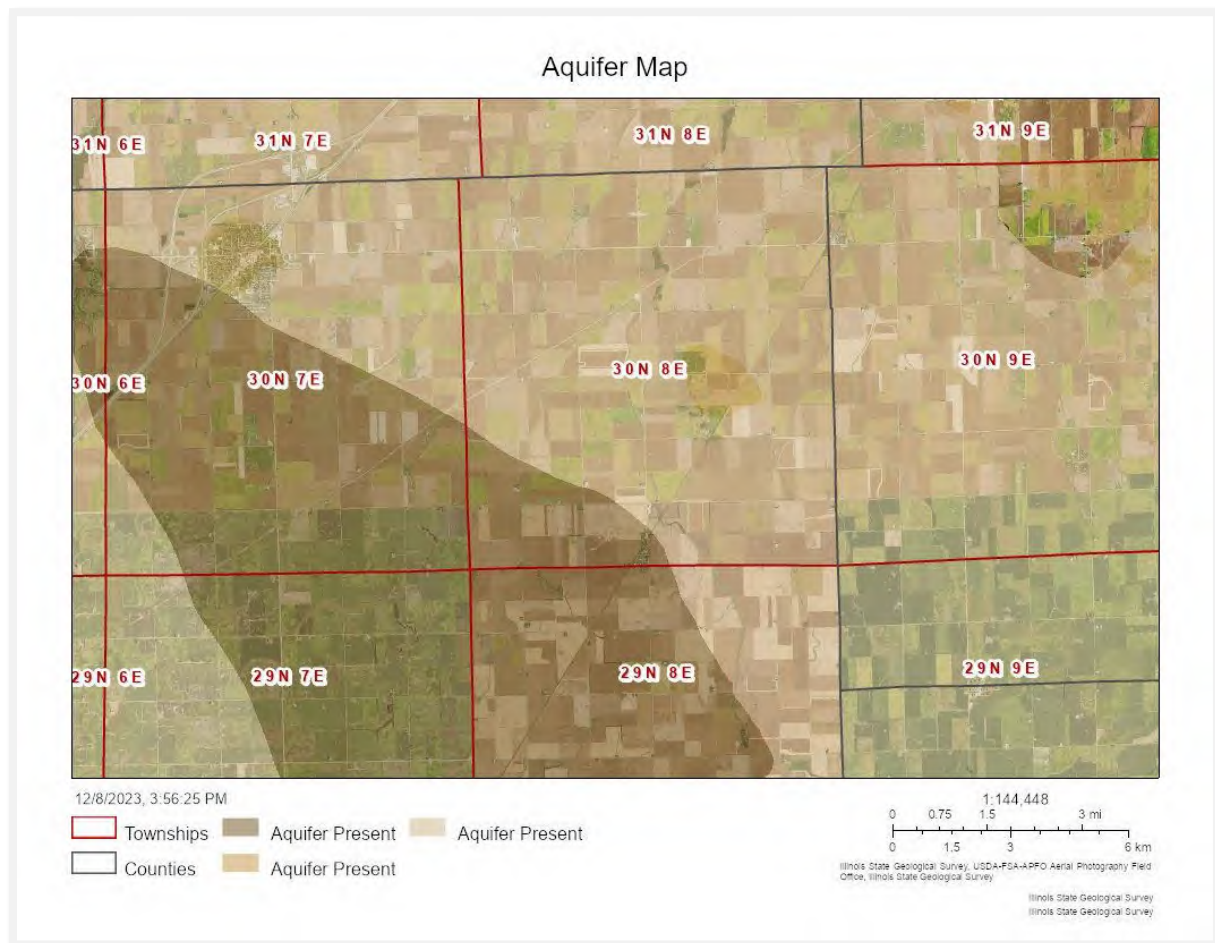 Aquifer Map
31N 6E
31N 7E
31N 8E
31N 9E
30N 6E
30N 7E
30N 8E
30N 9E
29N 6E
29N 7E
29N 8E
29N 9E
12/8/2023, 3:56:25 PM
Townships
Aquifer Present
Aquifer Present
Counties
Aquifer Present
1:144,448
0 0.75 1.5 3 mi
0 1.5 3 6 km
Illinois State Geological Survey, USDA-FSA-APFO Aerial Photography Field
Office, Illinois State Geological Survey
Illinois State Geological Survey
Illinois State Geological Survey